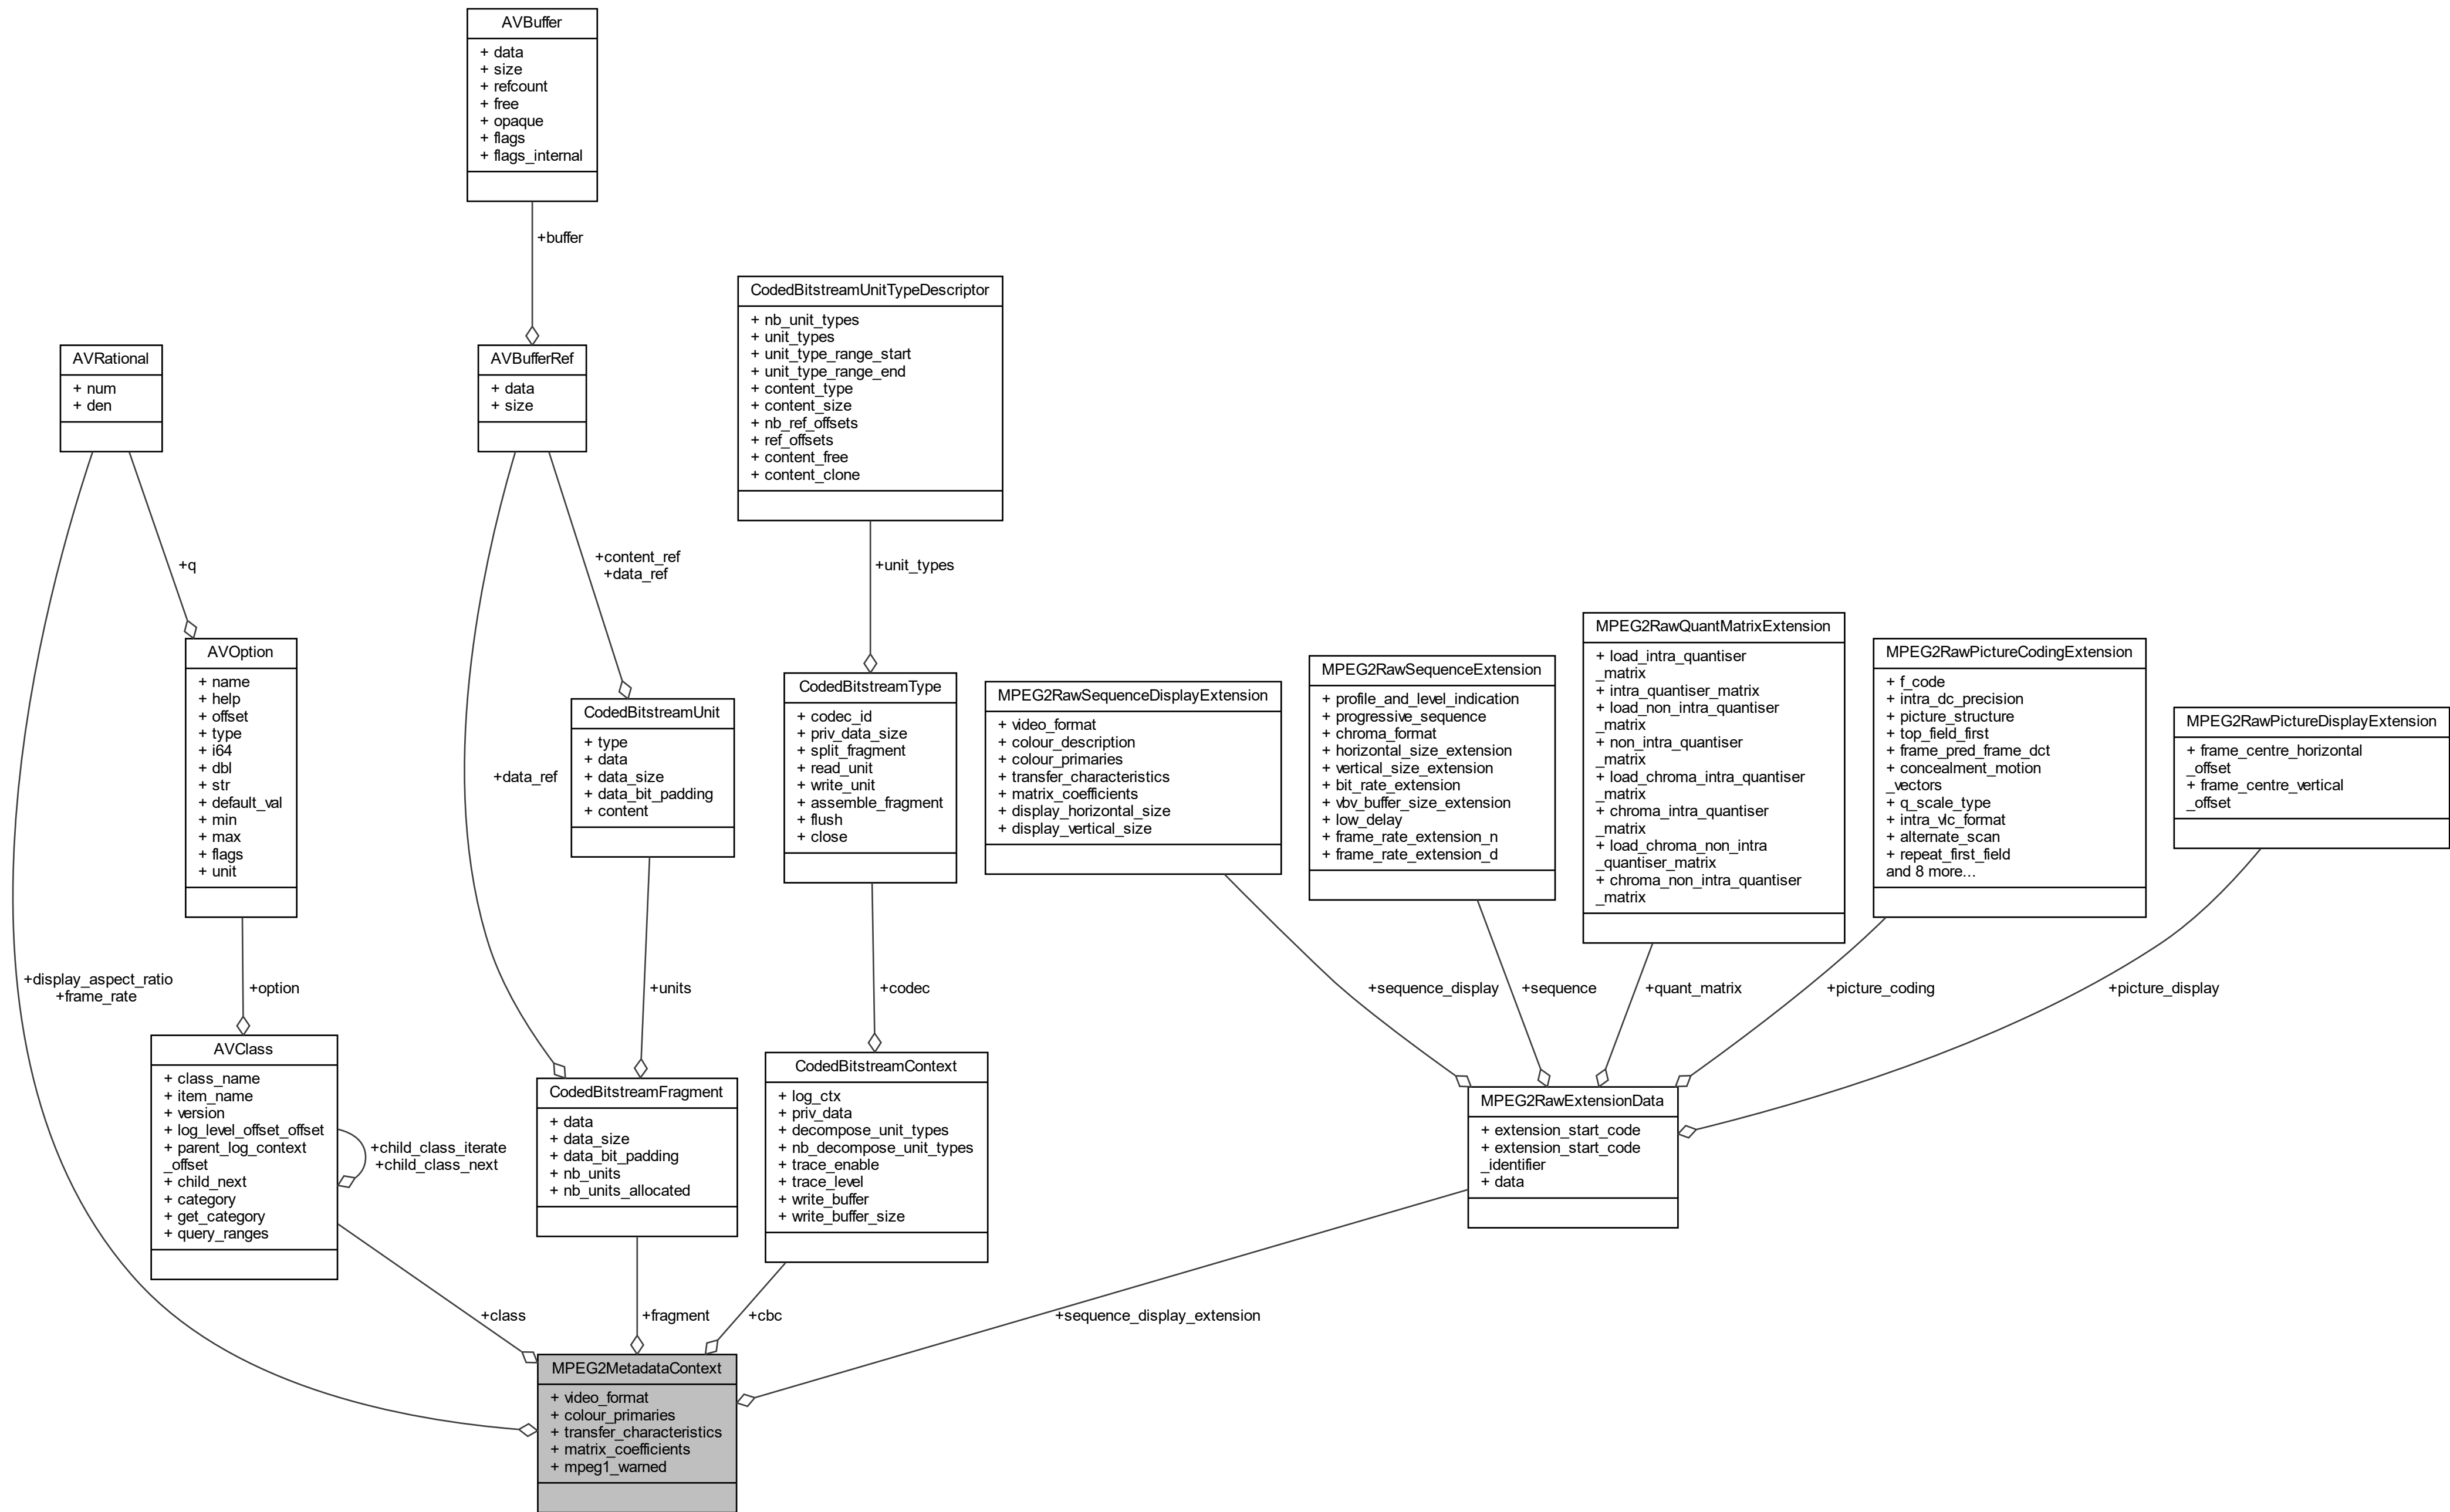 AVBuffer
+ data
+ size
+ refcount
+ free
+ opaque
+ flags
+ flags_internal
+buffer
CodedBitstreamUnitTypeDescriptor
+ nb_unit_types
+ unit_types
+ unit_type_range_start
+ unit_type_range_end
+ content_type
+ content_size
+ nb_ref_offsets
+ ref_offsets
+ content_free
+ content_clone
AVRational
+ num
+ den
AVBufferRef
+ data
+ size
+q
+content_ref
+data_ref
+unit_types
AVOption
+ name
+ help
+ offset
+ type
+ i64
+ dbl
+ str
+ default_val
+ min
+ max
+ flags
+ unit
+data_ref
CodedBitstreamUnit
+ type
+ data
+ data_size
+ data_bit_padding
+ content
CodedBitstreamType
+ codec_id
+ priv_data_size
+ split_fragment
+ read_unit
+ write_unit
+ assemble_fragment
+ flush
+ close
MPEG2RawSequenceDisplayExtension
+ video_format
+ colour_description
+ colour_primaries
+ transfer_characteristics
+ matrix_coefficients
+ display_horizontal_size
+ display_vertical_size
MPEG2RawSequenceExtension
+ profile_and_level_indication
+ progressive_sequence
+ chroma_format
+ horizontal_size_extension
+ vertical_size_extension
+ bit_rate_extension
+ vbv_buffer_size_extension
+ low_delay
+ frame_rate_extension_n
+ frame_rate_extension_d
MPEG2RawQuantMatrixExtension
+ load_intra_quantiser
_matrix
+ intra_quantiser_matrix
+ load_non_intra_quantiser
_matrix
+ non_intra_quantiser
_matrix
+ load_chroma_intra_quantiser
_matrix
+ chroma_intra_quantiser
_matrix
+ load_chroma_non_intra
_quantiser_matrix
+ chroma_non_intra_quantiser
_matrix
MPEG2RawPictureCodingExtension
+ f_code
+ intra_dc_precision
+ picture_structure
+ top_field_first
+ frame_pred_frame_dct
+ concealment_motion
_vectors
+ q_scale_type
+ intra_vlc_format
+ alternate_scan
+ repeat_first_field
and 8 more...
MPEG2RawPictureDisplayExtension
+ frame_centre_horizontal
_offset
+ frame_centre_vertical
_offset
+display_aspect_ratio
+frame_rate
+option
+units
+codec
+sequence_display
+sequence
+quant_matrix
+picture_coding
+picture_display
AVClass
+ class_name
+ item_name
+ version
+ log_level_offset_offset
+ parent_log_context
_offset
+ child_next
+ category
+ get_category
+ query_ranges
+child_class_iterate
+child_class_next
CodedBitstreamFragment
+ data
+ data_size
+ data_bit_padding
+ nb_units
+ nb_units_allocated
CodedBitstreamContext
+ log_ctx
+ priv_data
+ decompose_unit_types
+ nb_decompose_unit_types
+ trace_enable
+ trace_level
+ write_buffer
+ write_buffer_size
MPEG2RawExtensionData
+ extension_start_code
+ extension_start_code
_identifier
+ data
+class
+fragment
+cbc
+sequence_display_extension
MPEG2MetadataContext
+ video_format
+ colour_primaries
+ transfer_characteristics
+ matrix_coefficients
+ mpeg1_warned